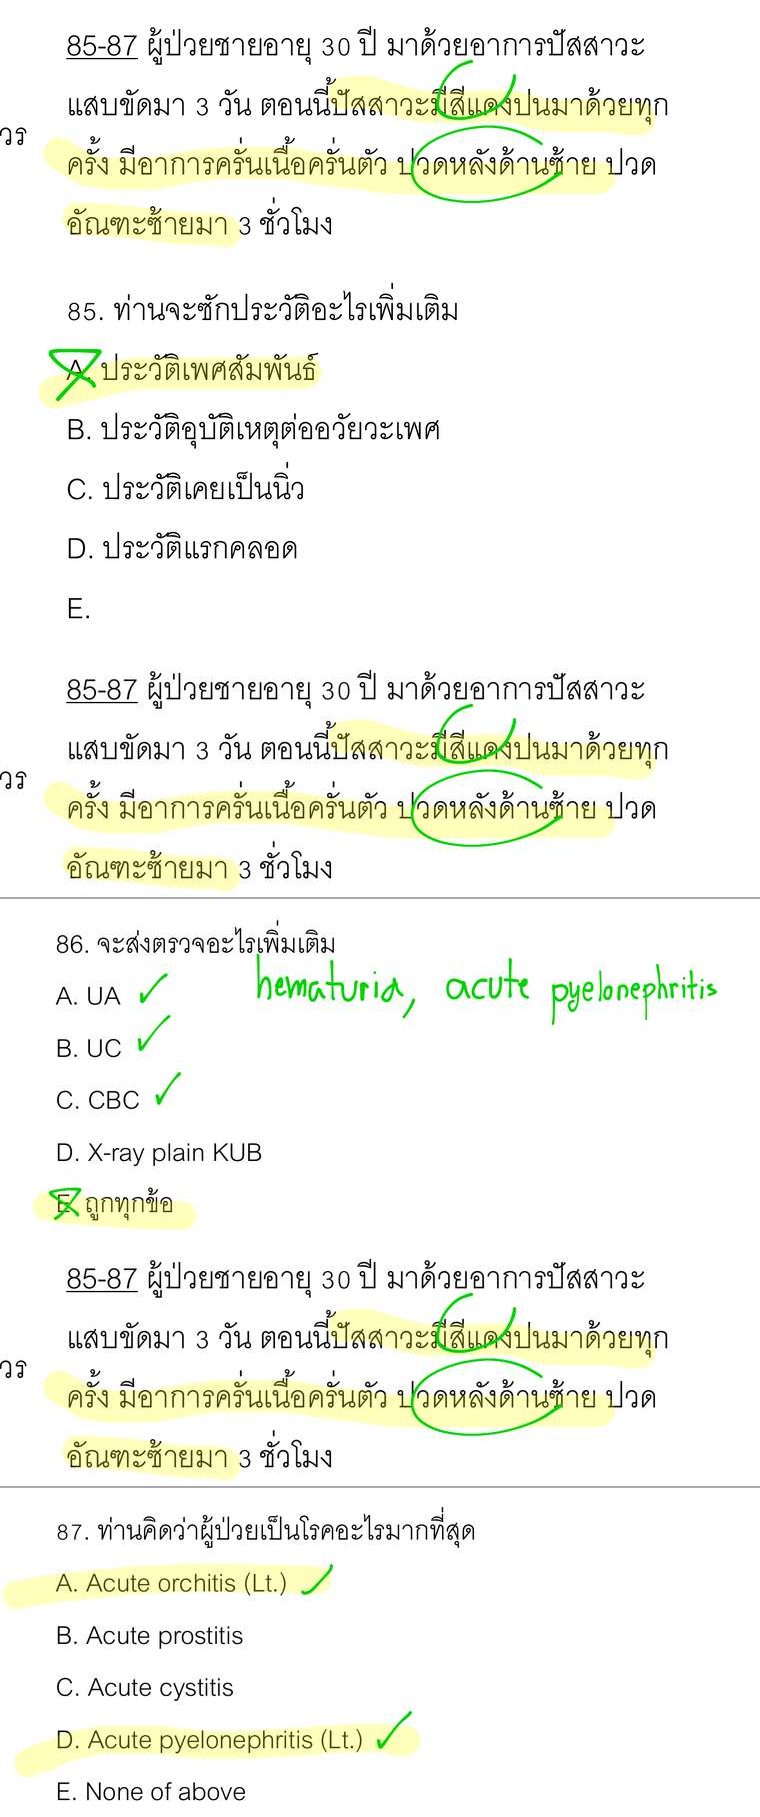 85-87 ผู้ป่วยชายอายุ 30 ปี มาด้วยอาการปัสสาวะ
แสบขัดมา 3 วัน ตอนนี้ปัสสาวะมีสีแดงปนมาด้วยทุก
วร
ครั้ง มีอาการครั่นเนื้อครั่นตัว ปวดหลังด้านซ้าย ปวด
อัณฑะซ้ายมา 3 ชั่วโมง
85. ท่านจะซักประวัติอะไรเพิ่มเติม
A. ประวัติเพศสัมพันธ์
B. ประวัติอุบัติเหตุต่ออวัยวะเพศ
C. ประวัติเคยเป็นนิ่ว
D. ประวัติแรกคลอด
E.
85-87 ผู้ป่วยชายอายุ 30 ปี มาด้วยอาการปัสสาวะ
แสบขัดมา 3 วัน ตอนนี้ปัสสาวะมีสีแดงปนมาด้วยทุก
วร
ครั้ง มีอาการครั่นเนื้อครั่นตัว ปวดหลังด้านซ้าย ปวด
อัณฑะซ้ายมา 3 ชั่วโมง
86. จะส่งตรวจอะไรเพิ่มเติม
hematuria, acute pyelonephritis
A. UA
B. UC
C. CBC
D. X-ray plain KUB
E. ถูกทุกข้อ
85-87 ผู้ป่วยชายอายุ 30 ปี มาด้วยอาการปัสสาวะ
แสบขัดมา 3 วัน ตอนนี้ปัสสาวะมีสีแดงปนมาด้วยทุก
วร
ครั้ง มีอาการครั่นเนื้อครั่นตัว ปวดหลังด้านซ้าย ปวด
อัณฑะซ้ายมา 3 ชั่วโมง
87. ท่านคิดว่าผู้ป่วยเป็นโรคอะไรมากที่สุด
A. Acute orchitis (Lt.)
B. Acute prostitis
C. Acute cystitis
D. Acute pyelonephritis (Lt.)
E. None of above